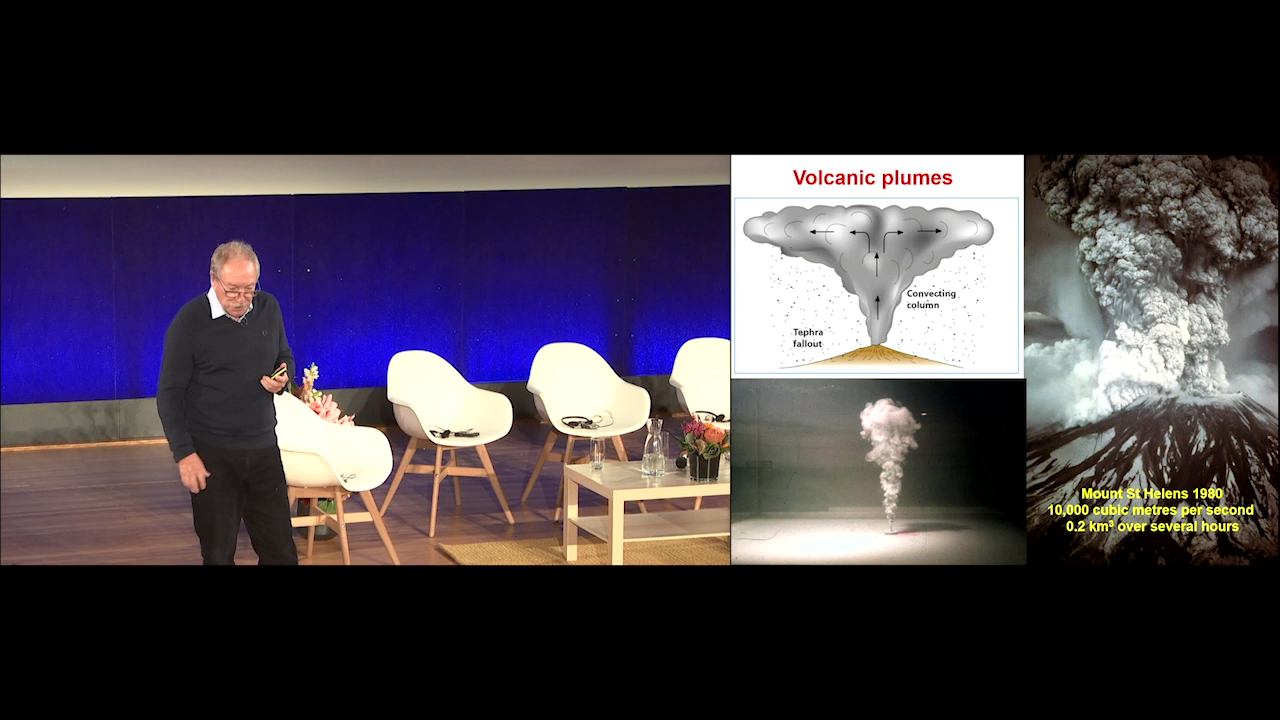 Volcanic plumes
Convecting
column
Tephra
fallout
Mount St Helens 1980
10,000 cubic metres per second
0.2 km³ over several hours